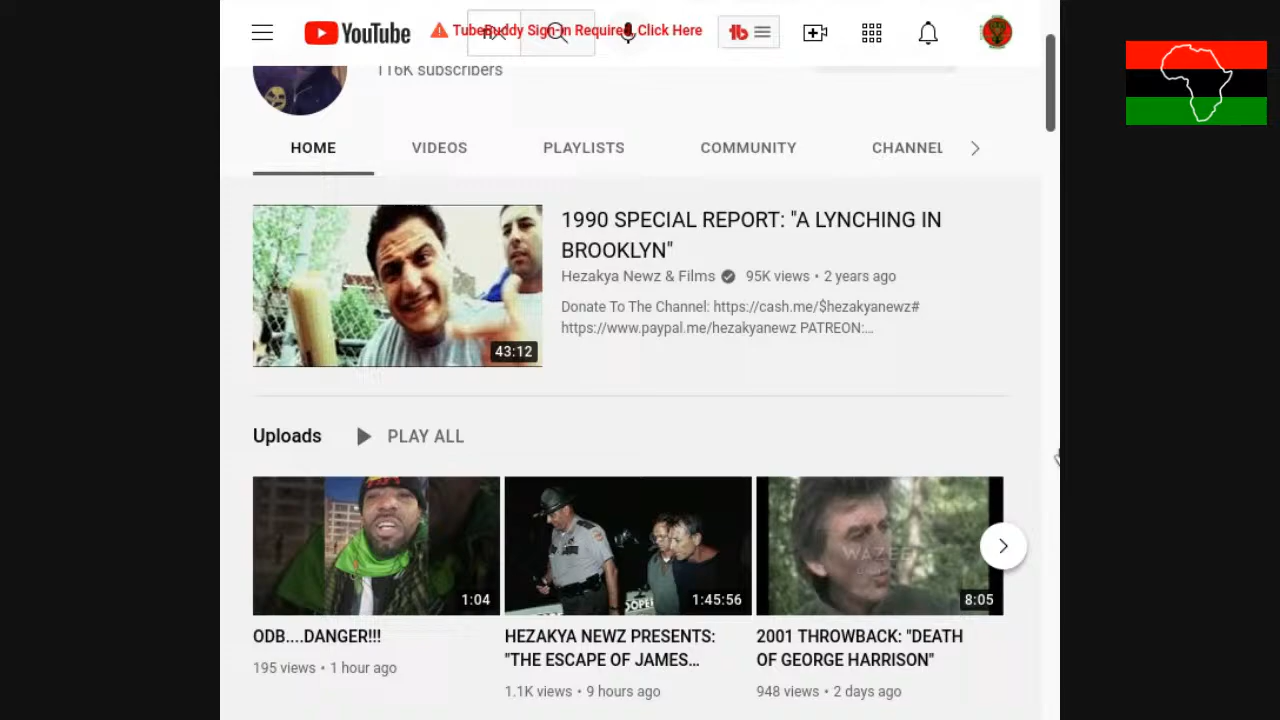 YouTube
TubeBuddy Sign-in Required Click Here
116K subscribers
HOME VIDEOS PLAYLISTS COMMUNITY CHANNEL
1990 SPECIAL REPORT: "A LYNCHING IN
BROOKLYN"
Hezakya Newz & Films 95K views • 2 years ago
Donate To The Channel: https://cash.me/$hezakyanewz#
https://www.paypal.me/hezakyanewz PATREON:...
43:12
Uploads PLAY ALL
1:04
1:45:56
8:05
ODB....DANGER!!!
195 views • 1 hour ago
HEZAKYA NEWZ PRESENTS:
"THE ESCAPE OF JAMES...
1.1K views • 9 hours ago
2001 THROWBACK: "DEATH
OF GEORGE HARRISON"
948 views • 2 days ago